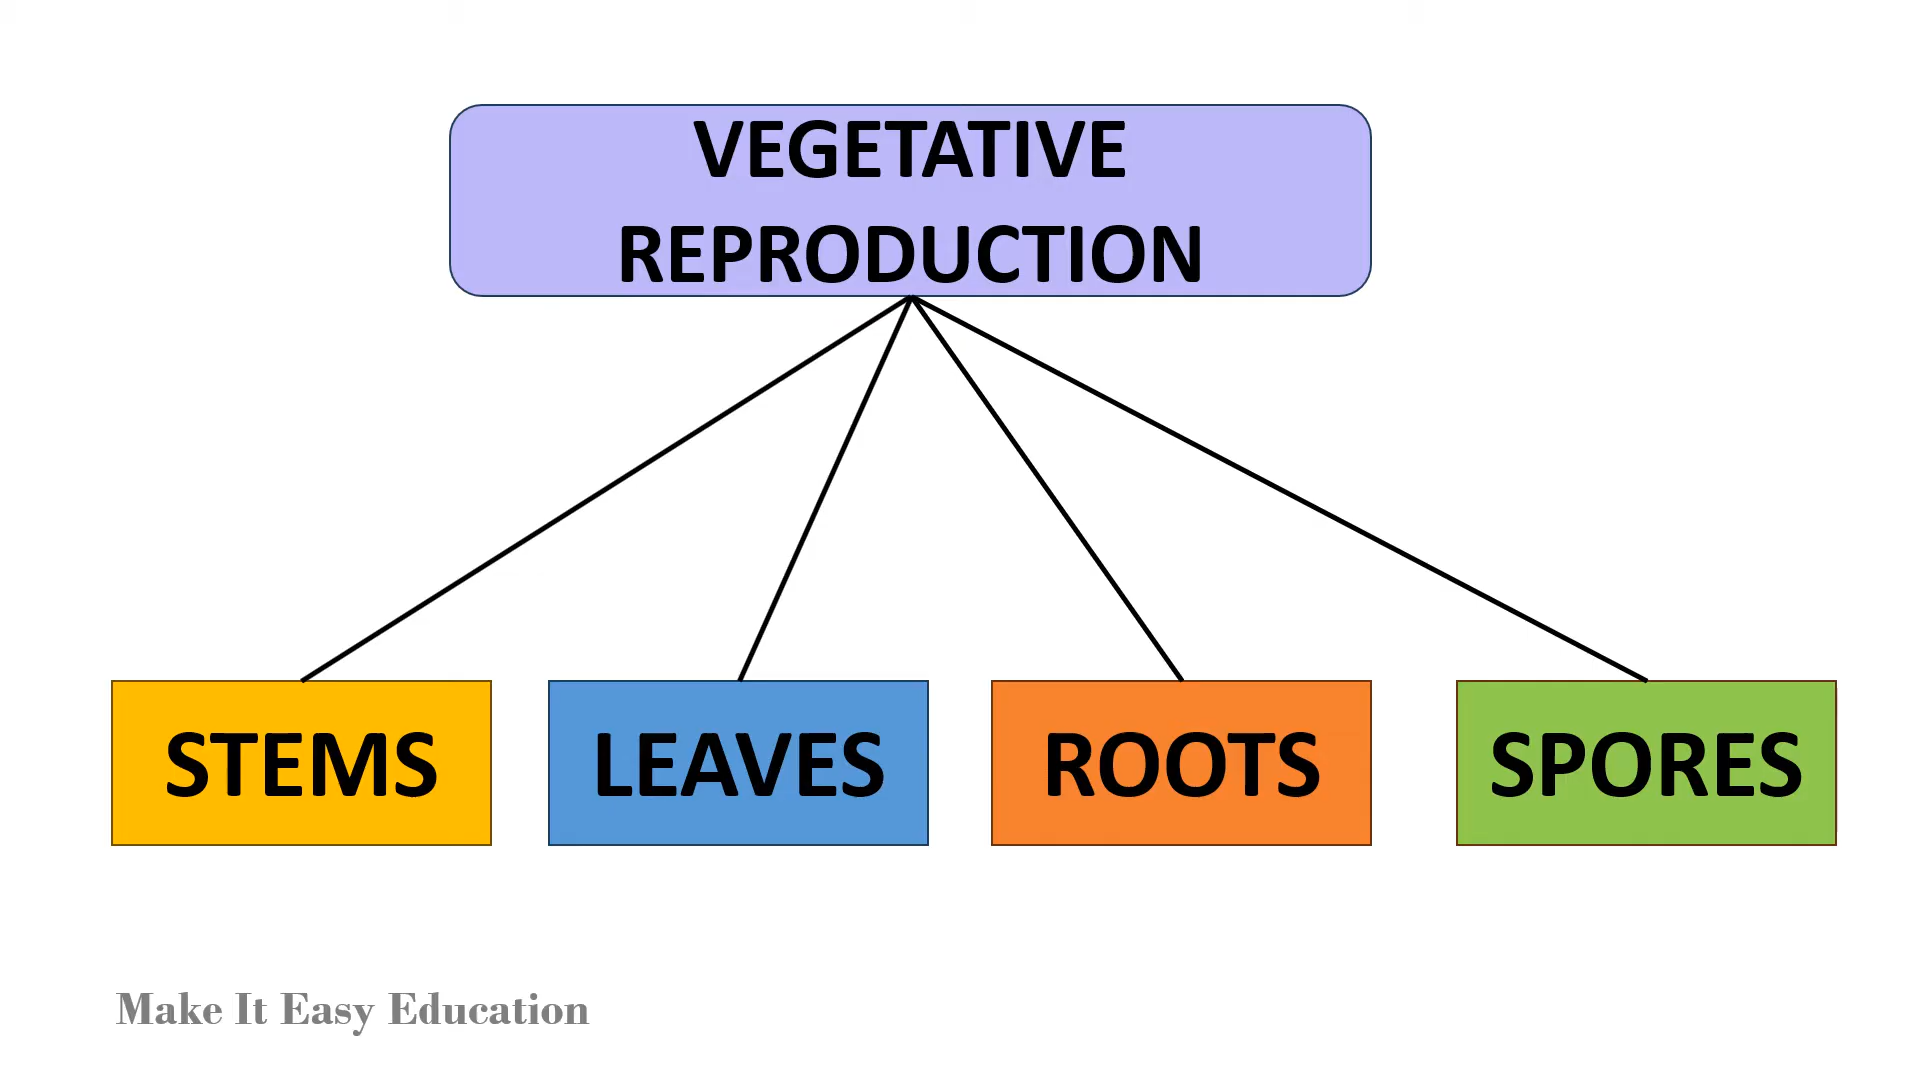 VEGETATIVE
REPRODUCTION
STEMS
LEAVES
ROOTS
SPORES
Make It Easy Education